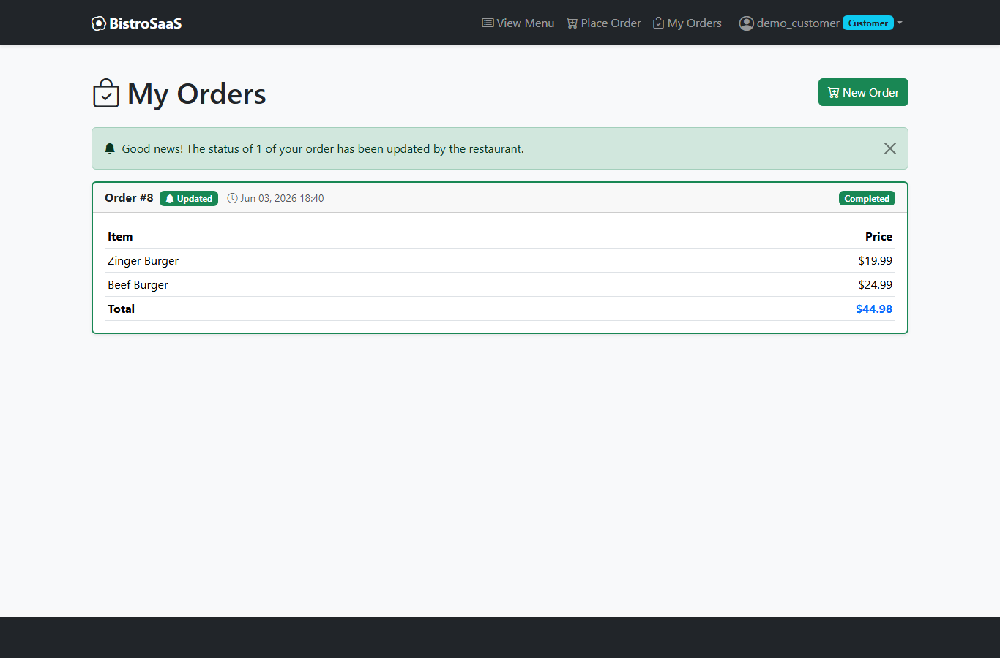 BistroSaaS View Menu Place Order My Orders demo_customer Customer
My Orders
New Order
Good news! The status of 1 of your order has been updated by the restaurant.
Order #8 Updated Jun 03, 2026 18:40 Completed
Item Price
Zinger Burger $19.99
Beef Burger $24.99
Total $44.98